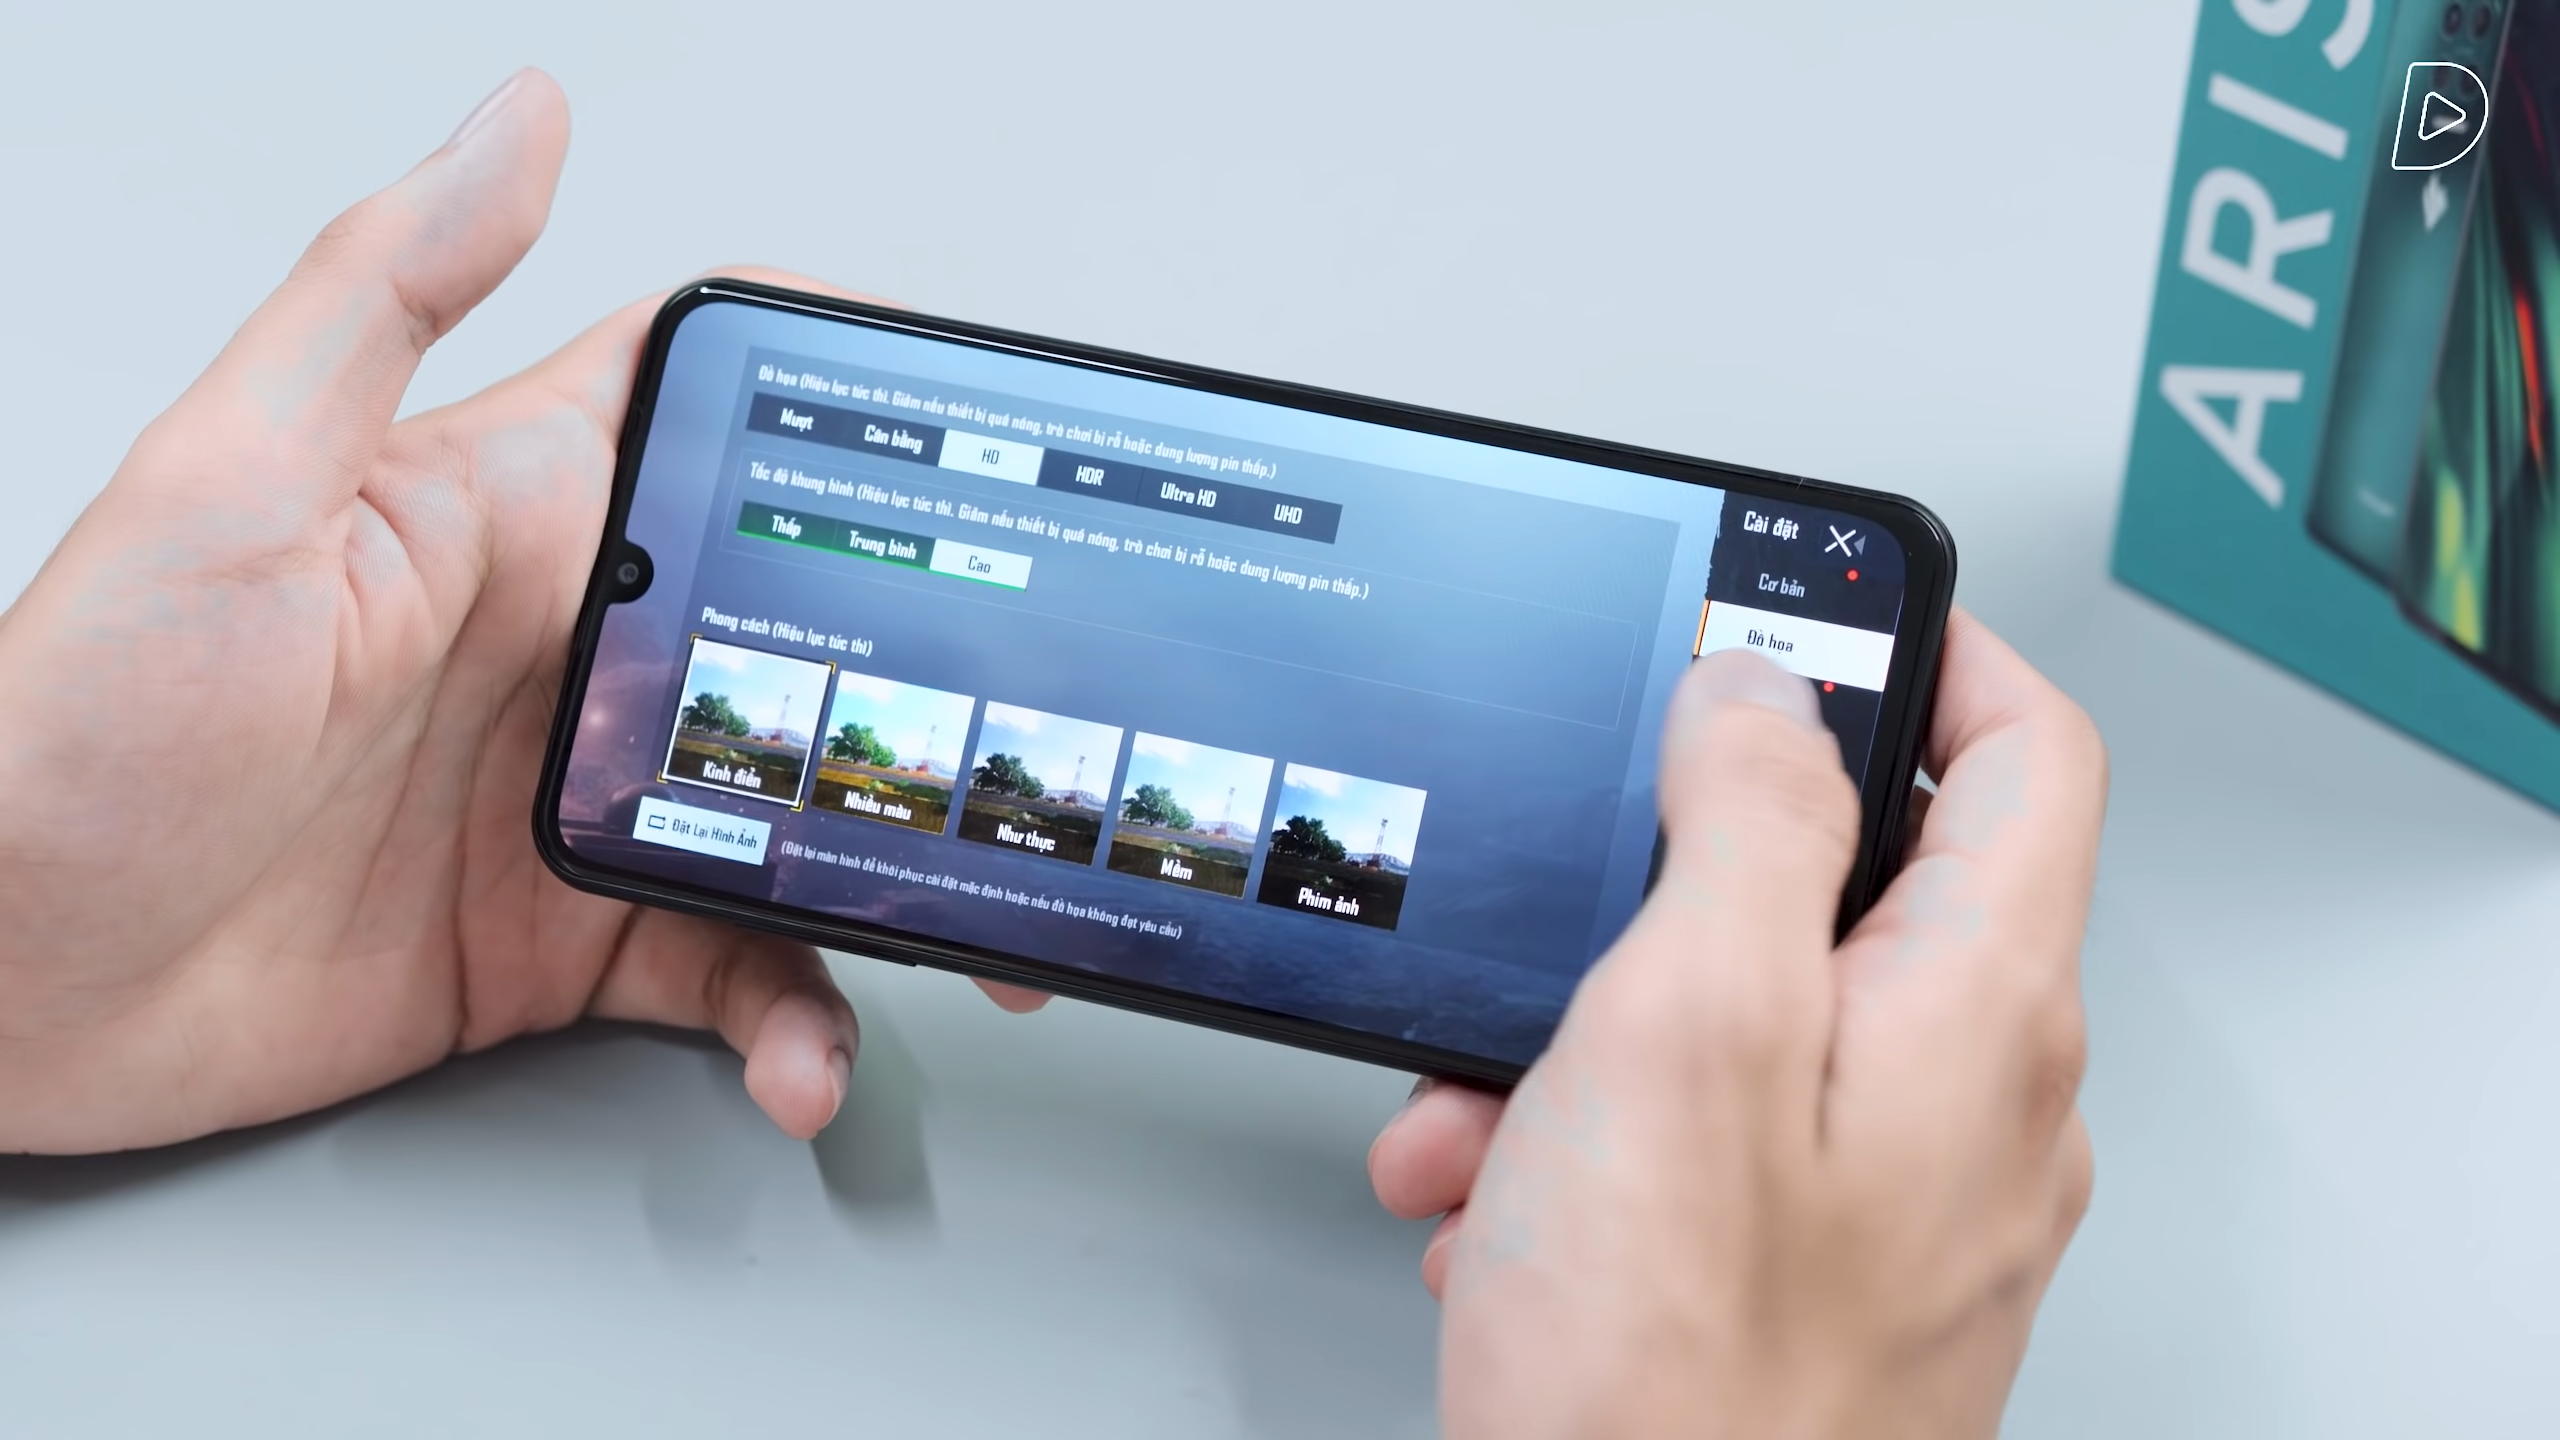 Đồ họa (Hiệu lực tức thì. Giảm nếu thiết bị quá nóng, trò chơi bị rỗ hoặc dung lượng pin thấp.)
Mượt Cân bằng HD HDR Ultra HD UHD
Tốc độ khung hình (Hiệu lực tức thì. Giảm nếu thiết bị quá nóng, trò chơi bị rỗ hoặc dung lượng pin thấp.)
Thấp Trung bình Cao
Phong cách (Hiệu lực tức thì)
Kinh điển Nhiều màu Như thực Mềm Phim ảnh
Đặt Lại Hình Ảnh
(Đặt lại màn hình để khôi phục cài đặt mặc định hoặc nếu đồ họa không đạt yêu cầu)
Cài đặt
Cơ bản
Đồ họa
ARIS